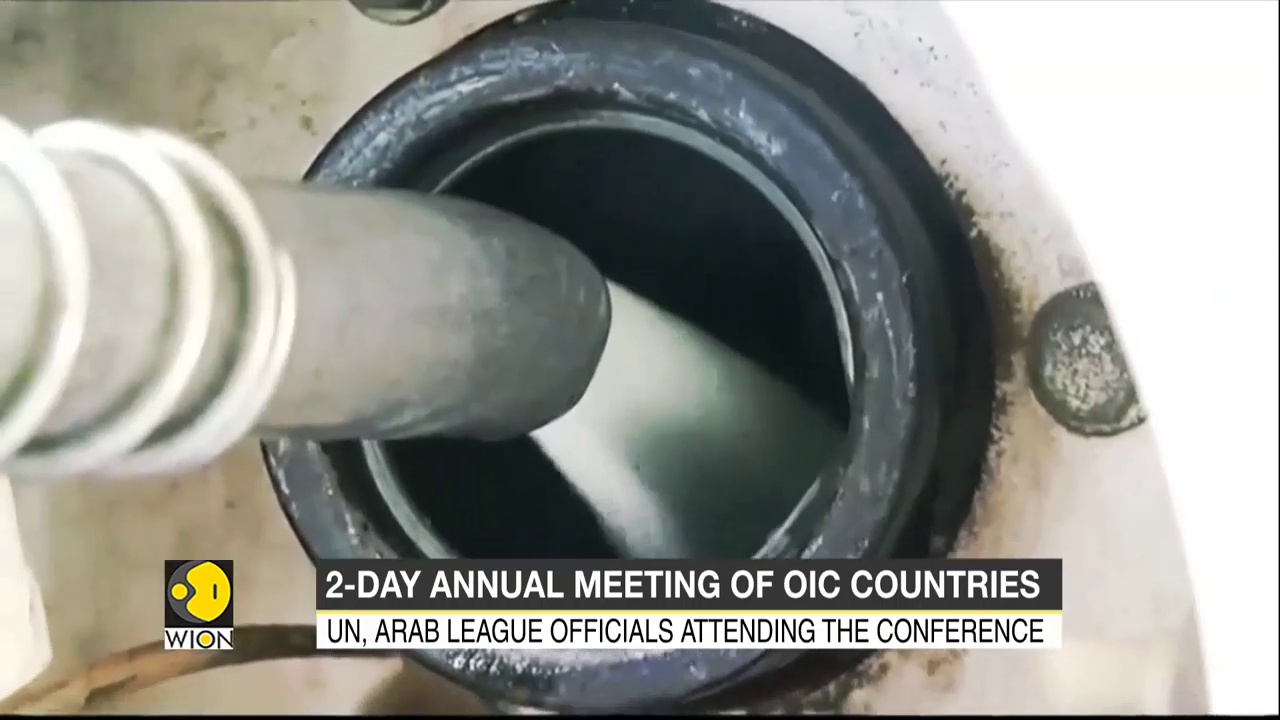 2-DAY ANNUAL MEETING OF OIC COUNTRIES
WION
UN, ARAB LEAGUE OFFICIALS ATTENDING THE CONFERENCE